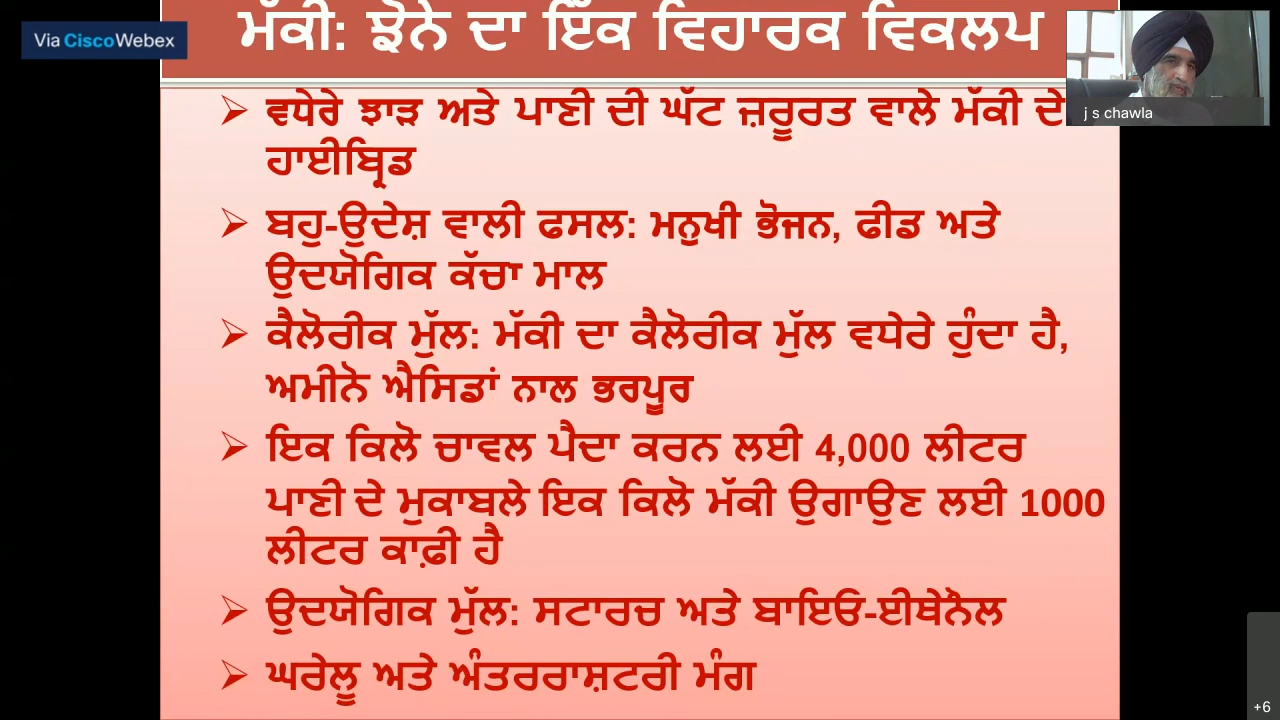 Via Cisco Webex
ਮੱਕੀ: ਝੋਨੇ ਦਾ ਇੱਕ ਵਿਹਾਰਕ ਵਿਕਲਪ
j s chawla
ਵਧੇਰੇ ਝਾੜ ਅਤੇ ਪਾਣੀ ਦੀ ਘੱਟ ਜ਼ਰੂਰਤ ਵਾਲੇ ਮੱਕੀ ਦੇ
ਹਾਈਬ੍ਰਿਡ
ਬਹੁ-ਉਦੇਸ਼ ਵਾਲੀ ਫਸਲ: ਮਨੁਖੀ ਭੋਜਨ, ਫੀਡ ਅਤੇ
ਉਦਯੋਗਿਕ ਕੱਚਾ ਮਾਲ
ਕੈਲੋਰੀਕ ਮੁੱਲ: ਮੱਕੀ ਦਾ ਕੈਲੋਰੀਕ ਮੁੱਲ ਵਧੇਰੇ ਹੁੰਦਾ ਹੈ,
ਅਮੀਨੋ ਐਸਿਡਾਂ ਨਾਲ ਭਰਪੂਰ
ਇਕ ਕਿਲੋ ਚਾਵਲ ਪੈਦਾ ਕਰਨ ਲਈ 4,000 ਲੀਟਰ
ਪਾਣੀ ਦੇ ਮੁਕਾਬਲੇ ਇਕ ਕਿਲੋ ਮੱਕੀ ਉਗਾਉਣ ਲਈ 1000
ਲੀਟਰ ਕਾਫ਼ੀ ਹੈ
ਉਦਯੋਗਿਕ ਮੁੱਲ: ਸਟਾਰਚ ਅਤੇ ਬਾਇਓ-ਈਥੇਨੌਲ
ਘਰੇਲੂ ਅਤੇ ਅੰਤਰਰਾਸ਼ਟਰੀ ਮੰਗ
+6